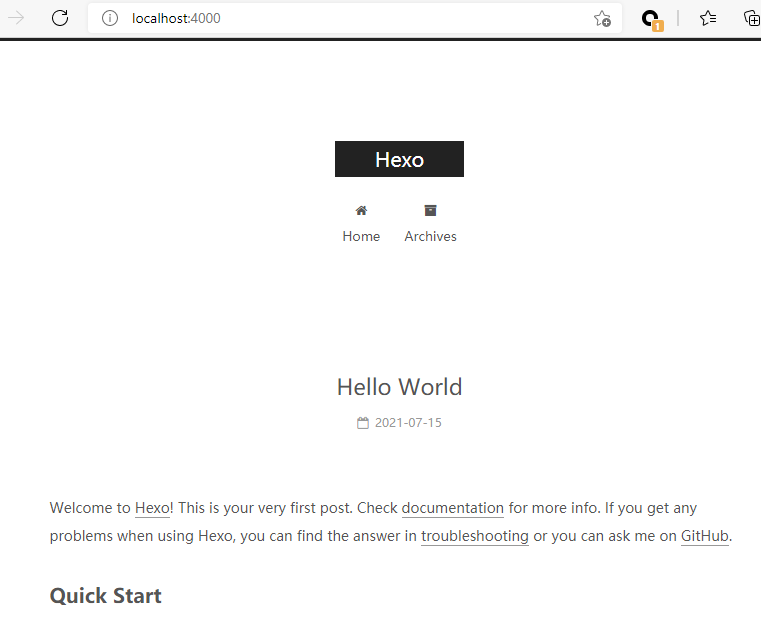 localhost:4000
1
Hexo
Home Archives
Hello World
2021-07-15
Welcome to Hexo! This is your very first post. Check documentation for more info. If you get any
problems when using Hexo, you can find the answer in troubleshooting or you can ask me on GitHub.
Quick Start